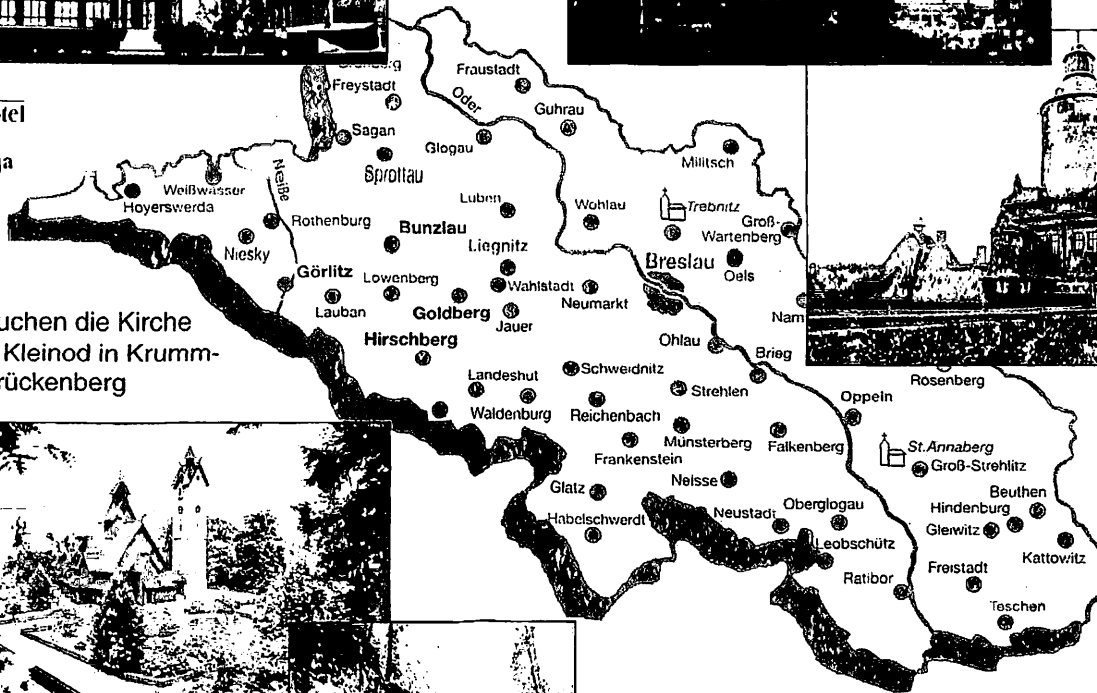 tel
Freystadt
Fraustadt
Oder
Guhrau
Sagan
Glogau
Militsch
Sprottau
Neiße
Weißwasser
Hoyerswerda
Luben
Wohlau
Trebnitz
Rothenburg
Bunzlau
Groß-
Wartenberg
Niesky
Liegnitz
Breslau
Oels
Görlitz
Lowenberg
Wahlstadt
Neumarkt
Lauban
Goldberg
Jauer
Nam
uchen die Kirche
Kleinod in Krumm-
rückenberg
Hirschberg
Ohlau
Brieg
Schweidnitz
Rosenberg
Landeshut
Strehlen
Oppeln
Waldenburg
Reichenbach
Münsterberg
Falkenberg
St.Annaberg
Frankenstein
Groß-Strehlitz
Glatz
Neisse
Beuthen
Hindenburg
Oberglogau
Neustadt
Gleiwitz
Habelschwerdt
Leobschütz
Kattowitz
Freistadt
Ratibor
Teschen